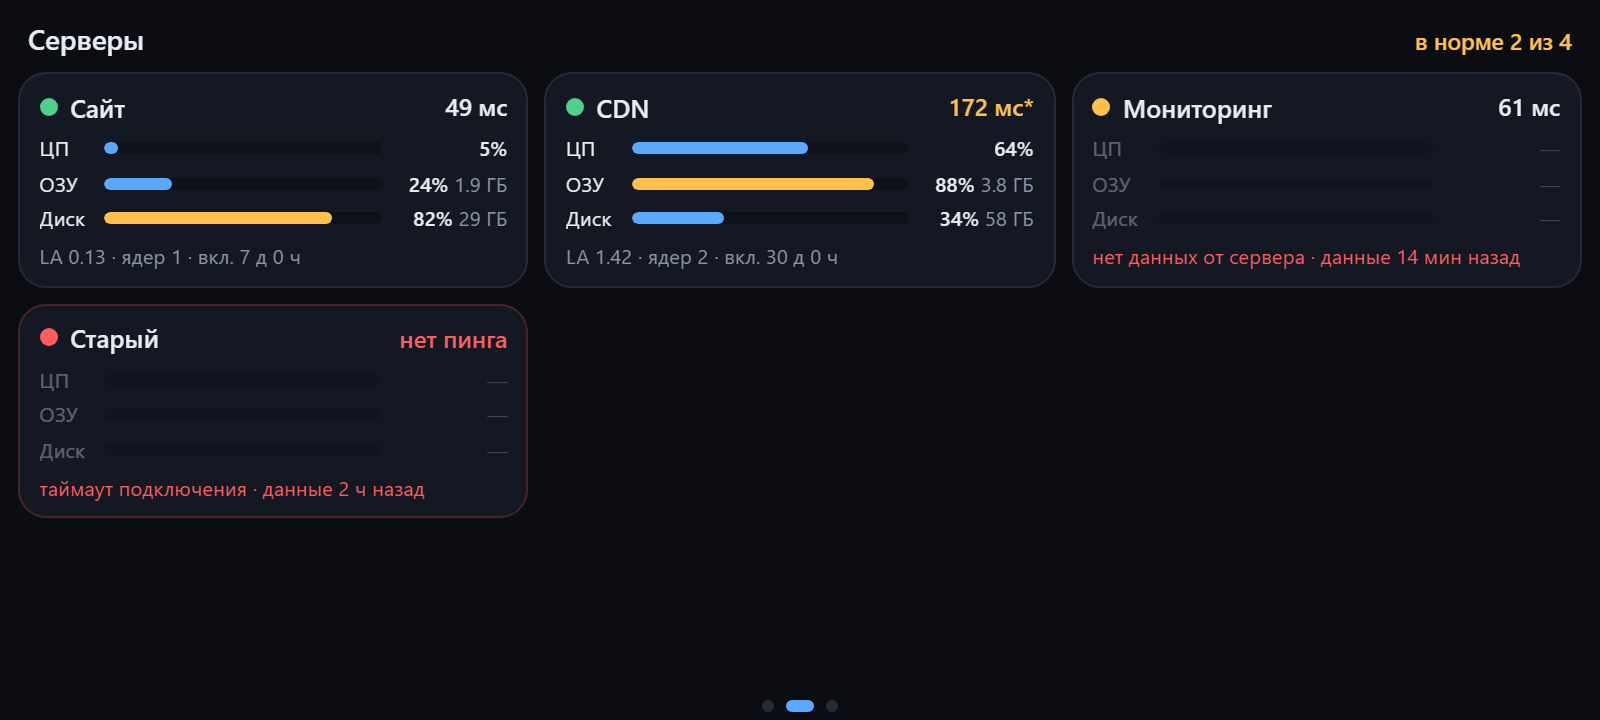 Серверы
в норме 2 из 4
Сайт 49 мс
ЦП 5%
ОЗУ 24% 1.9 ГБ
Диск 82% 29 ГБ
LA 0.13 · ядер 1 · вкл. 7 д 0 ч
CDN 172 мс*
ЦП 64%
ОЗУ 88% 3.8 ГБ
Диск 34% 58 ГБ
LA 1.42 · ядер 2 · вкл. 30 д 0 ч
Мониторинг 61 мс
ЦП —
ОЗУ —
Диск —
нет данных от сервера · данные 14 мин назад
Старый нет пинга
ЦП —
ОЗУ —
Диск —
таймаут подключения · данные 2 ч назад